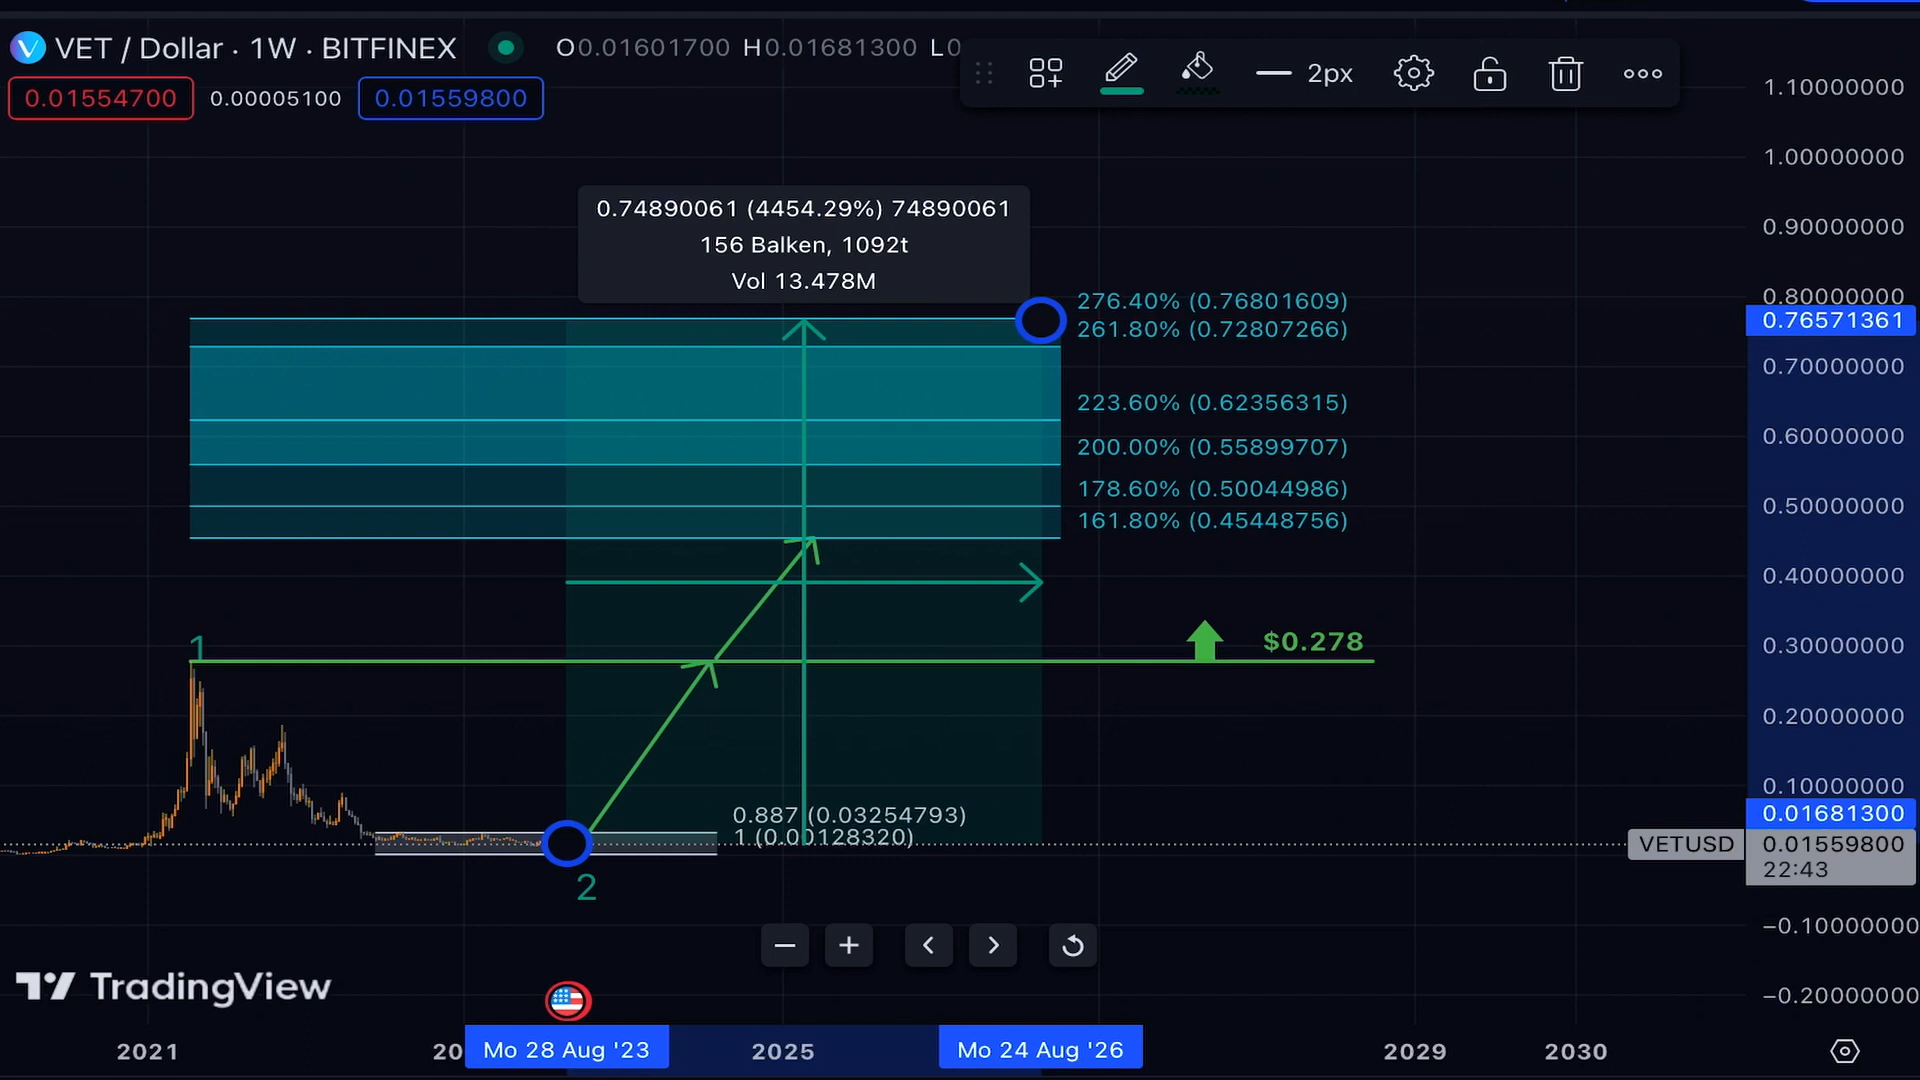 VET / Dollar · 1W · BITFINEX
O0.01601700 H0.01681300 L0
0.01554700 0.00005100 0.01559800
2px
0.74890061 (4454.29%) 74890061
156 Balken, 1092t
Vol 13.478M
276.40% (0.76801609)
261.80% (0.72807266)
223.60% (0.62356315)
200.00% (0.55899707)
178.60% (0.50044986)
161.80% (0.45448756)
1
$0.278
0.887 (0.03254793)
1 (0.00128320)
2
1.10000000
1.00000000
0.90000000
0.80000000
0.76571361
0.70000000
0.60000000
0.50000000
0.40000000
0.30000000
0.20000000
0.10000000
0.01681300
VETUSD 0.01559800
22:43
−0.10000000
−0.20000000
TradingView
2021 20 Mo 28 Aug '23 2025 Mo 24 Aug '26 2029 2030